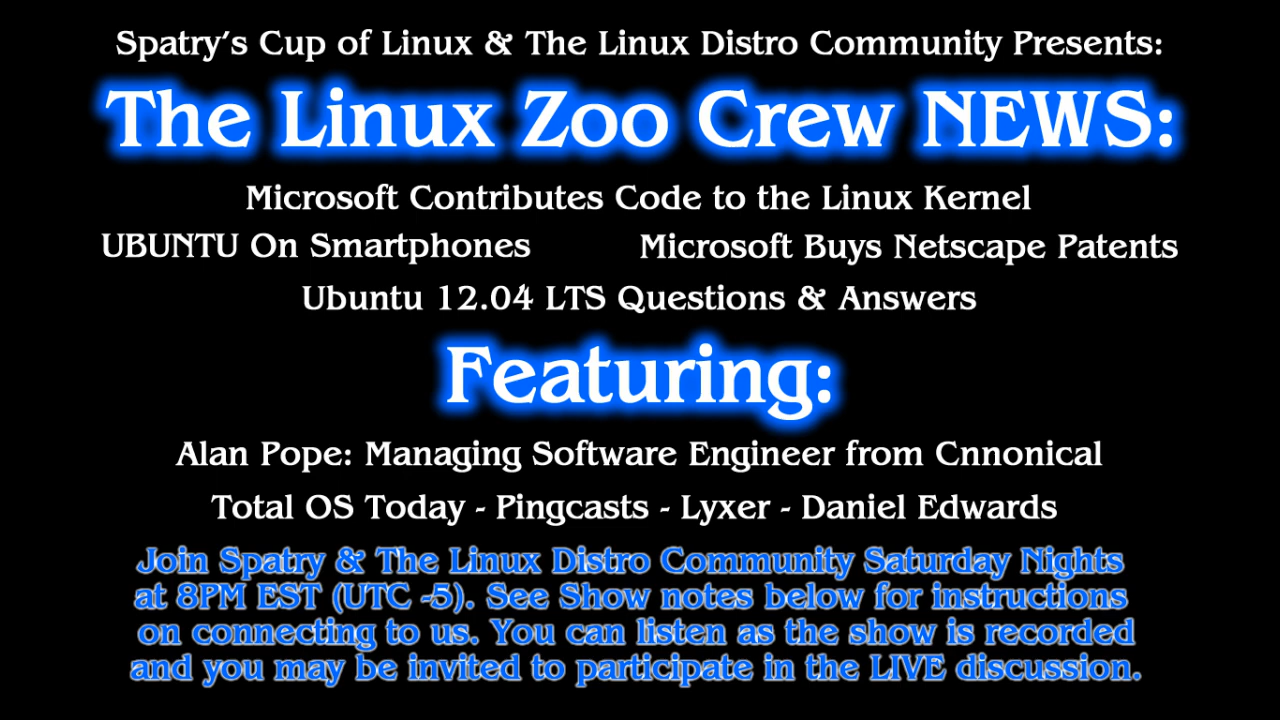 Spatry's Cup of Linux & The Linux Distro Community Presents:
The Linux Zoo Crew NEWS:
Microsoft Contributes Code to the Linux Kernel
UBUNTU On Smartphones Microsoft Buys Netscape Patents
Ubuntu 12.04 LTS Questions & Answers
Featuring:
Alan Pope: Managing Software Engineer from Cnnonical
Total OS Today - Pingcasts - Lyxer - Daniel Edwards
Join Spatry & The Linux Distro Community Saturday Nights
at 8PM EST (UTC -5). See Show notes below for instructions
on connecting to us. You can listen as the show is recorded
and you may be invited to participate in the LIVE discussion.